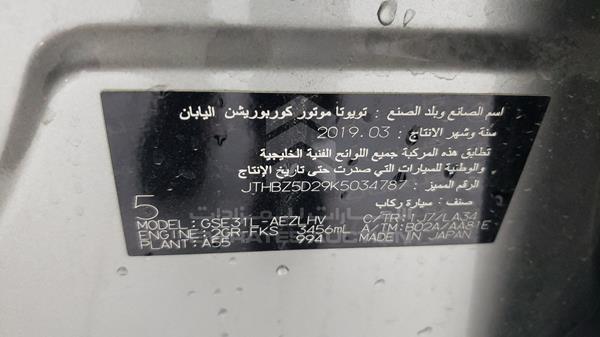 اسم الصانع وبلد الصنع : تويوتا موتور كوربوريشن اليابان
سنة وشهر الانتاج : 2019.03
تطابق هذه المركبة جميع اللوائح الفنية الخليجية
والوطنية للسيارات التي صدرت حتى تاريخ الإنتاج
الرقم المميز : JTHBZ5D29K5034787
صنف : سيارة ركاب
5
MODEL: GSE31L-AEZLHV C/TR: 1J7/LA34
ENGINE: 2GR-FKS 3456mL A/TM: B02A/AA81E
PLANT: A55 994 MADE IN JAPAN